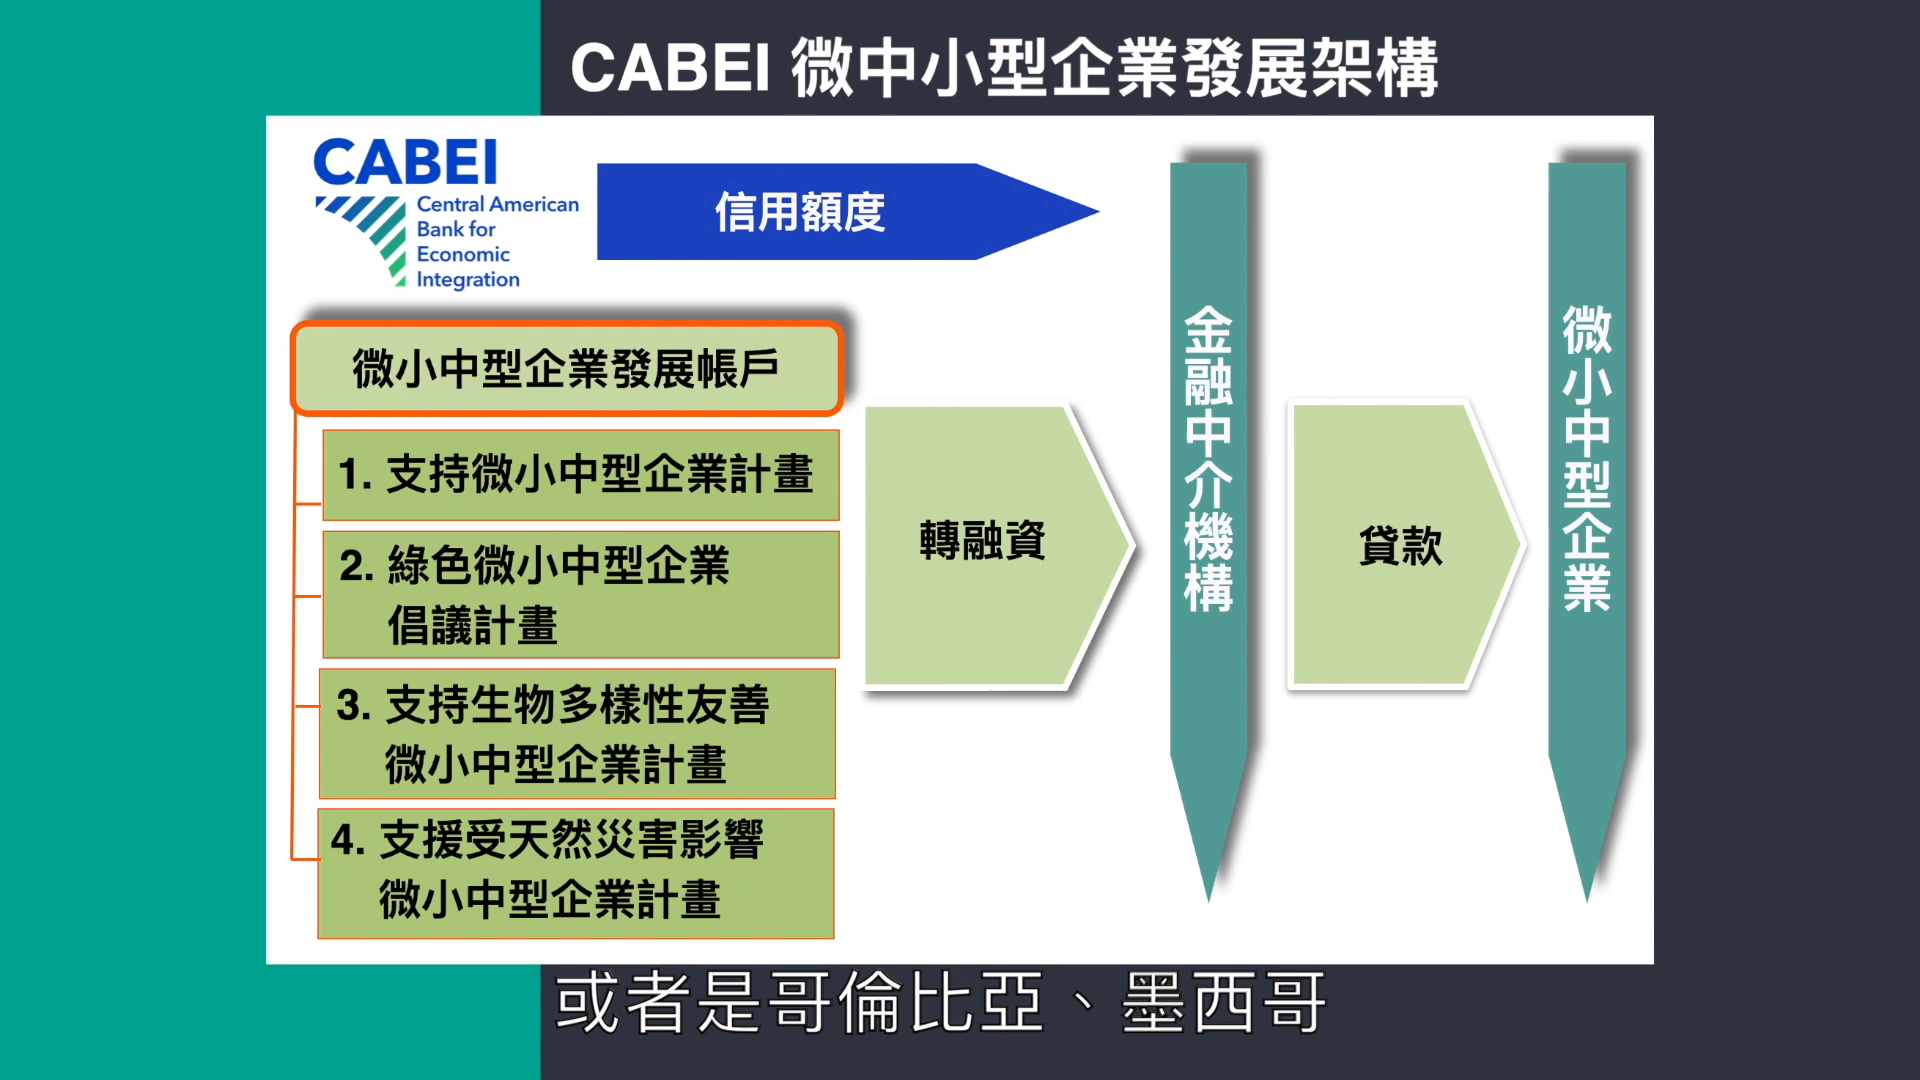 CABEI 微中小型企業發展架構
CABEI
Central American
Bank for
Economic
Integration
信用額度
微小中型企業發展帳戶
1. 支持微小中型企業計畫
2. 綠色微小中型企業
倡議計畫
3. 支持生物多樣性友善
微小中型企業計畫
4. 支援受天然災害影響
微小中型企業計畫
轉融資
金融中介機構
貸款
微小中型企業
或者是哥倫比亞、墨西哥